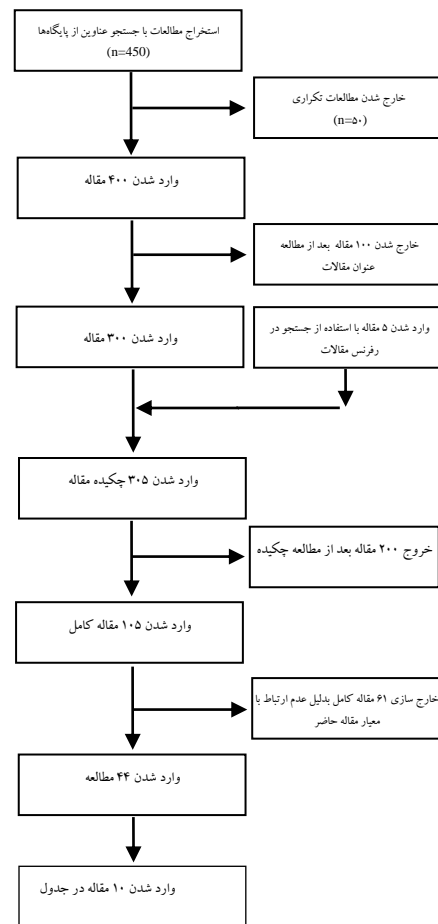 استخراج مطالعات با جستجو عناوین از پایگاه‌ها
(n=450)
خارج شدن مطالعات تکراری
(n=۵۰)
وارد شدن ۴۰۰ مقاله
خارج شدن ۱۰۰ مقاله بعد از مطالعه
عنوان مقالات
وارد شدن ۳۰۰ مقاله
وارد شدن ۵ مقاله با استفاده از جستجو در
رفرنس مقالات
وارد شدن ۳۰۵ چکیده مقاله
خروج ۲۰۰ مقاله بعد از مطالعه چکیده
وارد شدن ۱۰۵ مقاله کامل
خارج سازی ۶۱ مقاله کامل بدلیل عدم ارتباط با
معیار مقاله حاضر
وارد شدن ۴۴ مطالعه
وارد شدن ۱۰ مقاله در جدول